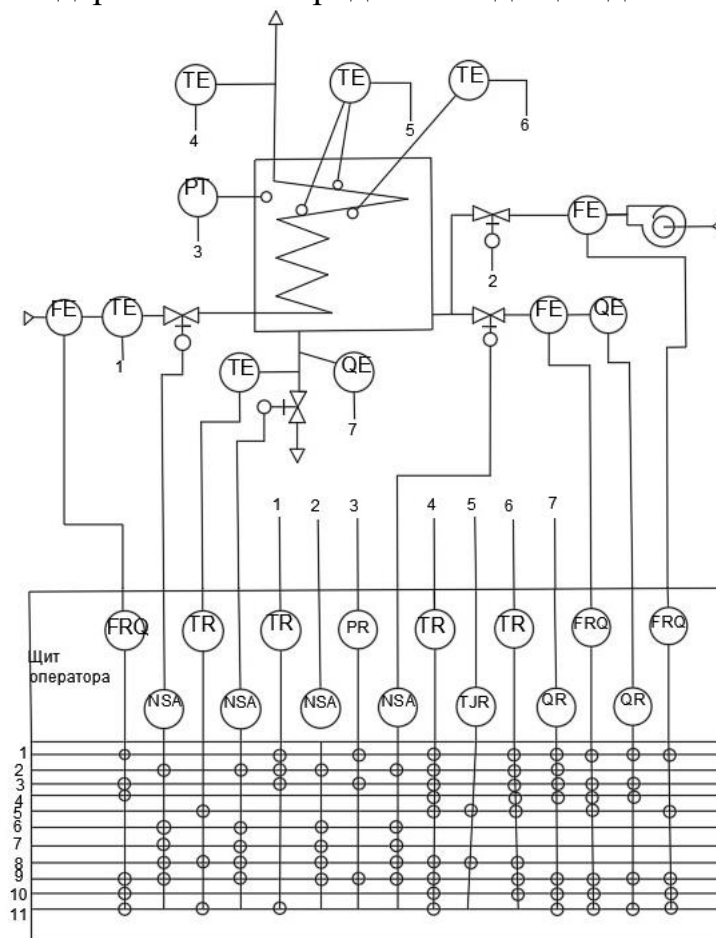 TE
TE
TE
4
5
6
PT
3
FE
2
FE
TE
FE
QE
1
TE
QE
7
1 2 3 4 5 6 7
FRQ TR TR PR TR TR FRQ FRQ
Щит
оператора
NSA NSA NSA NSA TJR QR QR
1
2
3
4
5
6
7
8
9
10
11